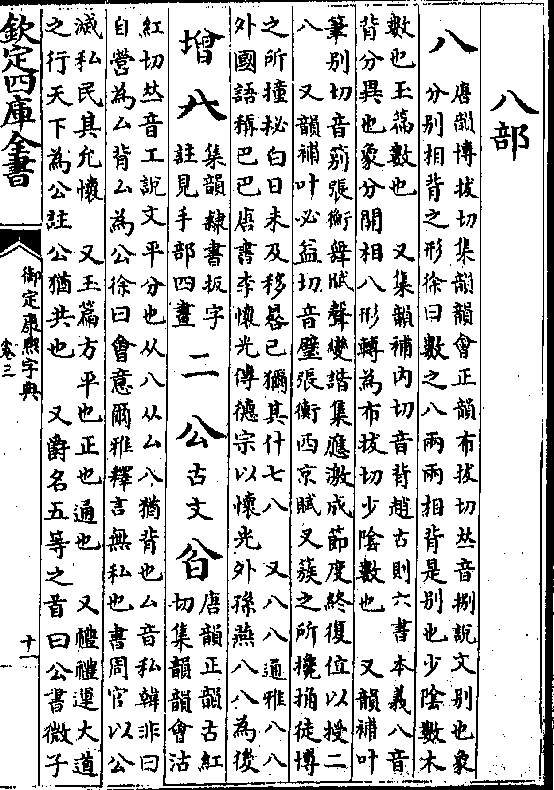 八部
八 唐韻博拔切集韻韻會正韻布拔切𠀤音捌說文別也象
分別相背之形徐曰數之八兩兩相背是別也少陰數木
數也玉篇數也 又集韻補內切音背趙古則六書本義八音
背分異也象分開相八形轉為布拔切少陰數也 又韻補叶
筆別切音莂張衡舞賦聲變諧集應激成節度終復位以授二
八 又韻補叶必益切音璧張衡西京賦叉蔟之所攙捔徒搏
之所撞㧙白日未及移晷已獮其什七八 又八八通雅八八
外國語稱巴巴唐書李懷光傳德宗以懷光外孫燕八八為後
增 集韻隸書扳字
註見手部四畫
二
公 古文 㕣 唐韻正韻古紅
切集韻韻會沽
紅切𠀤音工說文平分也从八从厶八猶背也厶音私韓非曰
自營為厶背厶為公徐曰會意爾雅釋言無私也書周官以公
滅私民其允懷 又玉篇方平也正也通也 又禮禮運大道
之行天下為公註公猶共也 又爵名五等之首曰公書微子
欽定四庫全書
御定康熙字典
卷三
十一